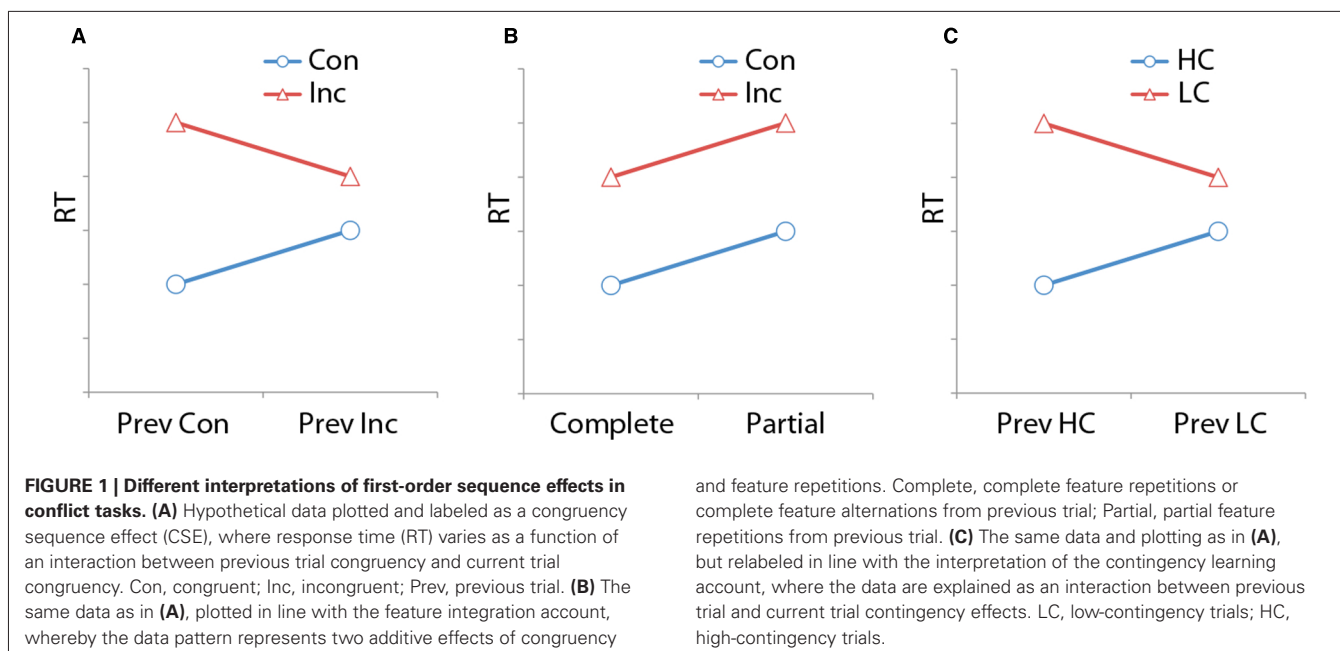 A
Con
Inc
RT
Prev Con Prev Inc
B
Con
Inc
RT
Complete Partial
C
HC
LC
RT
Prev HC Prev LC
FIGURE 1 | Different interpretations of first-order sequence effects in
conflict tasks. (A) Hypothetical data plotted and labeled as a congruency
sequence effect (CSE), where response time (RT) varies as a function of
an interaction between previous trial congruency and current trial
congruency. Con, congruent; Inc, incongruent; Prev, previous trial. (B) The
same data as in (A), plotted in line with the feature integration account,
whereby the data pattern represents two additive effects of congruency
and feature repetitions. Complete, complete feature repetitions or
complete feature alternations from previous trial; Partial, partial feature
repetitions from previous trial. (C) The same data and plotting as in (A),
but relabeled in line with the interpretation of the contingency learning
account, where the data are explained as an interaction between previous
trial and current trial contingency effects. LC, low-contingency trials; HC,
high-contingency trials.